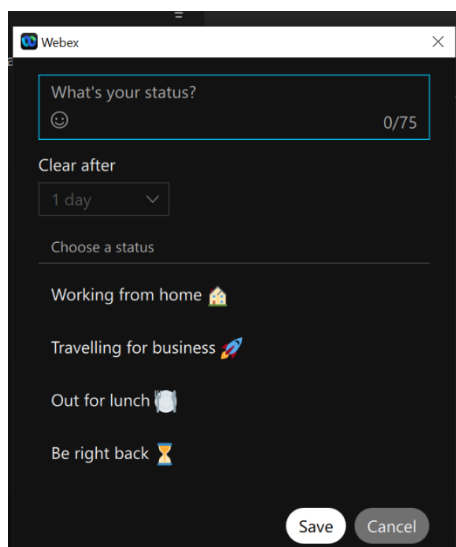 Webex
What's your status?
0/75
Clear after
1 day
Choose a status
Working from home 🏠
Travelling for business 🚀
Out for lunch 🍽️
Be right back ⏳
Save Cancel